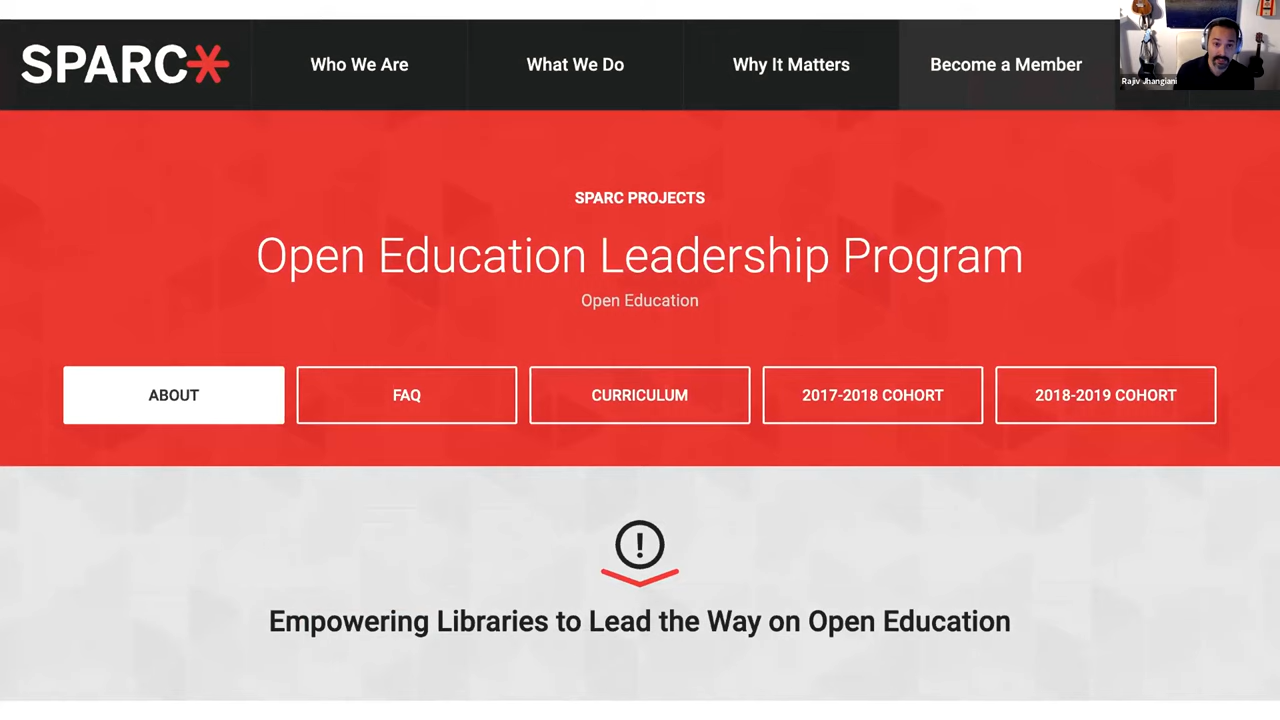 SPARC
Who We Are
What We Do
Why It Matters
Become a Member
Rajiv Jhangiani
SPARC PROJECTS
Open Education Leadership Program
Open Education
ABOUT
FAQ
CURRICULUM
2017-2018 COHORT
2018-2019 COHORT
Empowering Libraries to Lead the Way on Open Education